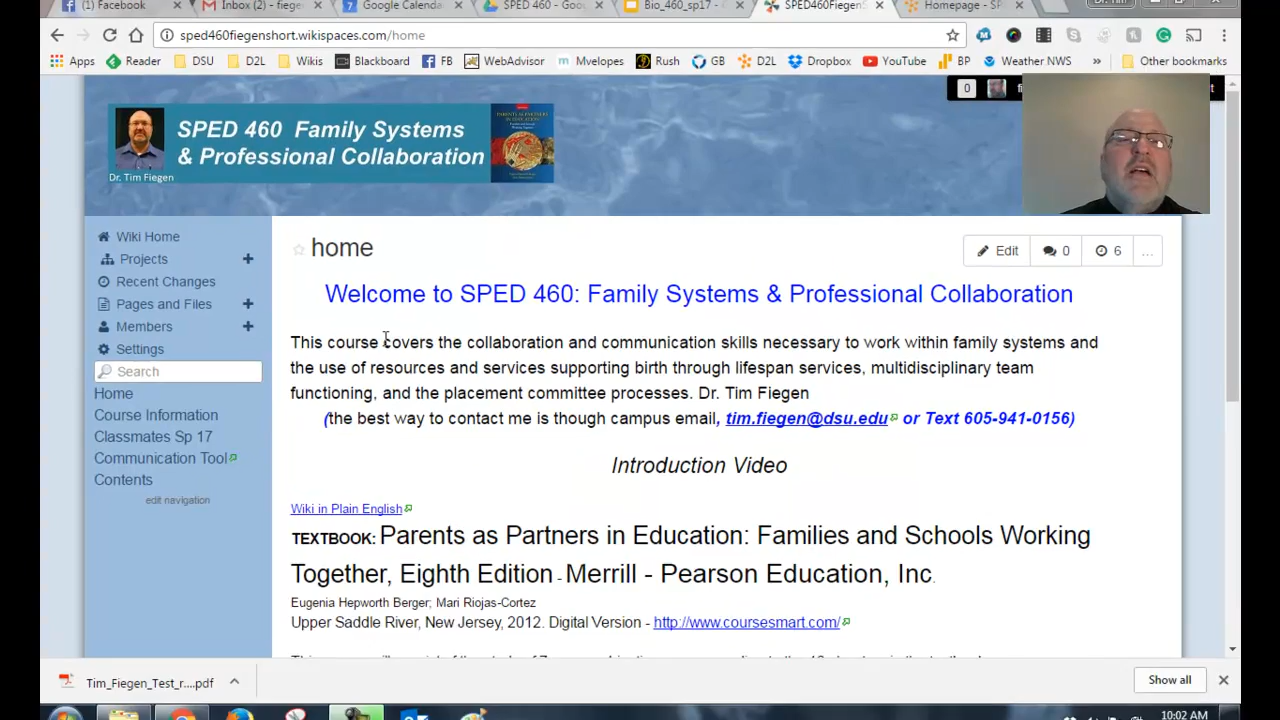 (1) Facebook
Inbox (2) - fiege
Google Calenda
SPED 460 - Goo
Bio_460_sp17 -
SPED460FiegenS
Homepage - SP
Dr. Tim
sped460fiegenshort.wikispaces.com/home
Apps
Reader
DSU
D2L
Wikis
Blackboard
FB
WebAdvisor
Mvelopes
Rush
GB
D2L
Dropbox
YouTube
BP
Weather NWS
»
Other bookmarks
0
SPED 460 Family Systems
& Professional Collaboration
Dr. Tim Fiegen
PARENTS AS PARTNERS
IN EDUCATION
Wiki Home
Projects
Recent Changes
Pages and Files
Members
Settings
Search
Home
Course Information
Classmates Sp 17
Communication Tool
Contents
edit navigation
home
Edit
0
6
...
Welcome to SPED 460: Family Systems & Professional Collaboration
This course covers the collaboration and communication skills necessary to work within family systems and
the use of resources and services supporting birth through lifespan services, multidisciplinary team
functioning, and the placement committee processes. Dr. Tim Fiegen
(the best way to contact me is though campus email, tim.fiegen@dsu.edu or Text 605-941-0156)
Introduction Video
Wiki in Plain English
TEXTBOOK: Parents as Partners in Education: Families and Schools Working
Together, Eighth Edition - Merrill - Pearson Education, Inc.
Eugenia Hepworth Berger; Mari Riojas-Cortez
Upper Saddle River, New Jersey, 2012. Digital Version - http://www.coursesmart.com/
Tim_Fiegen_Test_r....pdf
Show all
10:02 AM